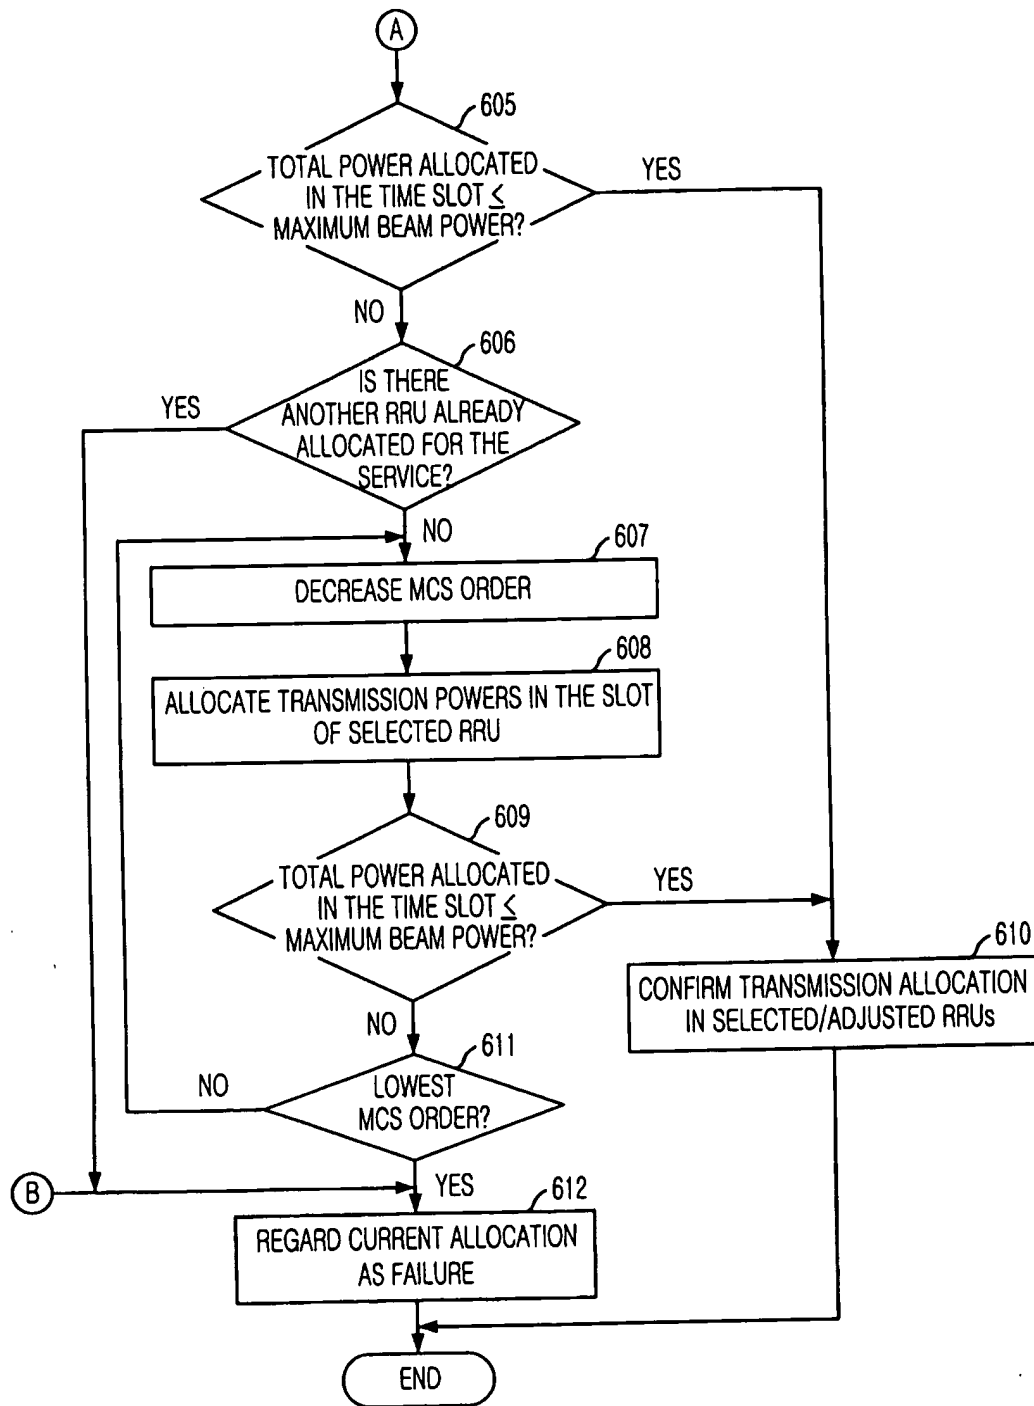 A
605
TOTAL POWER ALLOCATED
IN THE TIME SLOT ≤
MAXIMUM BEAM POWER?
YES
NO
606
IS THERE
ANOTHER RRU ALREADY
ALLOCATED FOR THE
SERVICE?
YES
NO
607
DECREASE MCS ORDER
608
ALLOCATE TRANSMISSION POWERS IN THE SLOT
OF SELECTED RRU
609
TOTAL POWER ALLOCATED
IN THE TIME SLOT ≤
MAXIMUM BEAM POWER?
YES
610
CONFIRM TRANSMISSION ALLOCATION
IN SELECTED/ADJUSTED RRUs
NO
611
LOWEST
MCS ORDER?
NO
YES
B
612
REGARD CURRENT ALLOCATION
AS FAILURE
END